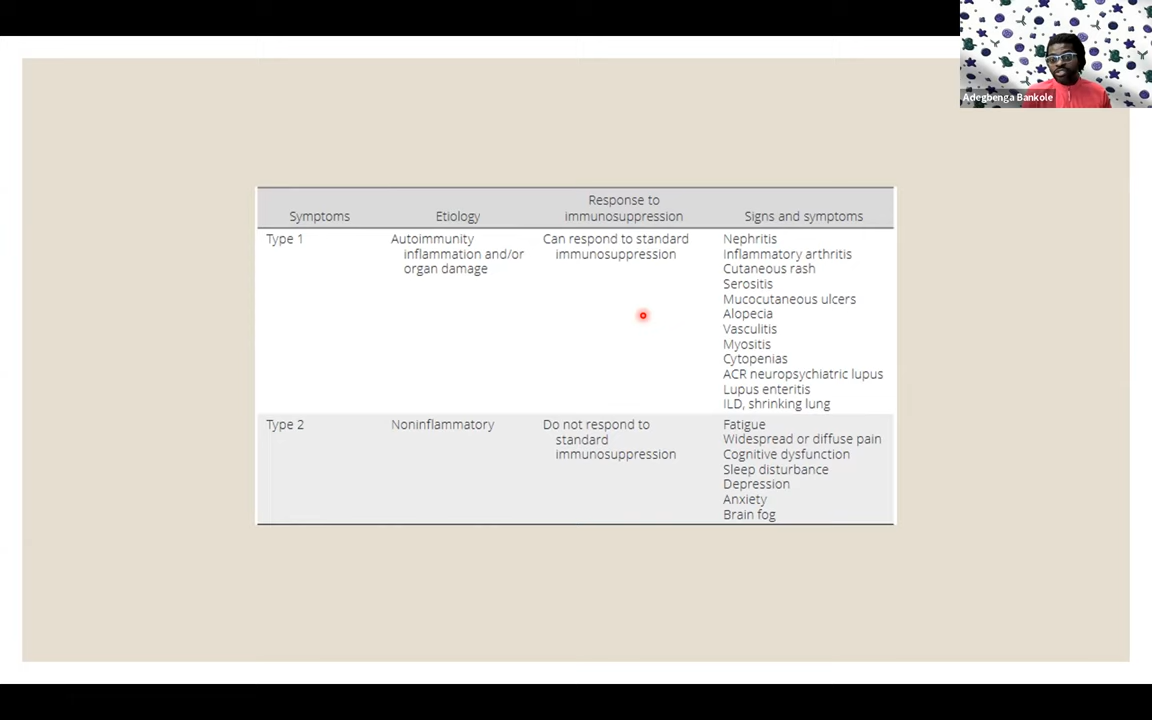 Adegbenga Bankole
Symptoms
Etiology
Response to
immunosuppression
Signs and symptoms
Type 1
Autoimmunity
inflammation and/or
organ damage
Can respond to standard
immunosuppression
Nephritis
Inflammatory arthritis
Cutaneous rash
Serositis
Mucocutaneous ulcers
Alopecia
Vasculitis
Myositis
Cytopenias
ACR neuropsychiatric lupus
Lupus enteritis
ILD, shrinking lung
Type 2
Noninflammatory
Do not respond to
standard
immunosuppression
Fatigue
Widespread or diffuse pain
Cognitive dysfunction
Sleep disturbance
Depression
Anxiety
Brain fog